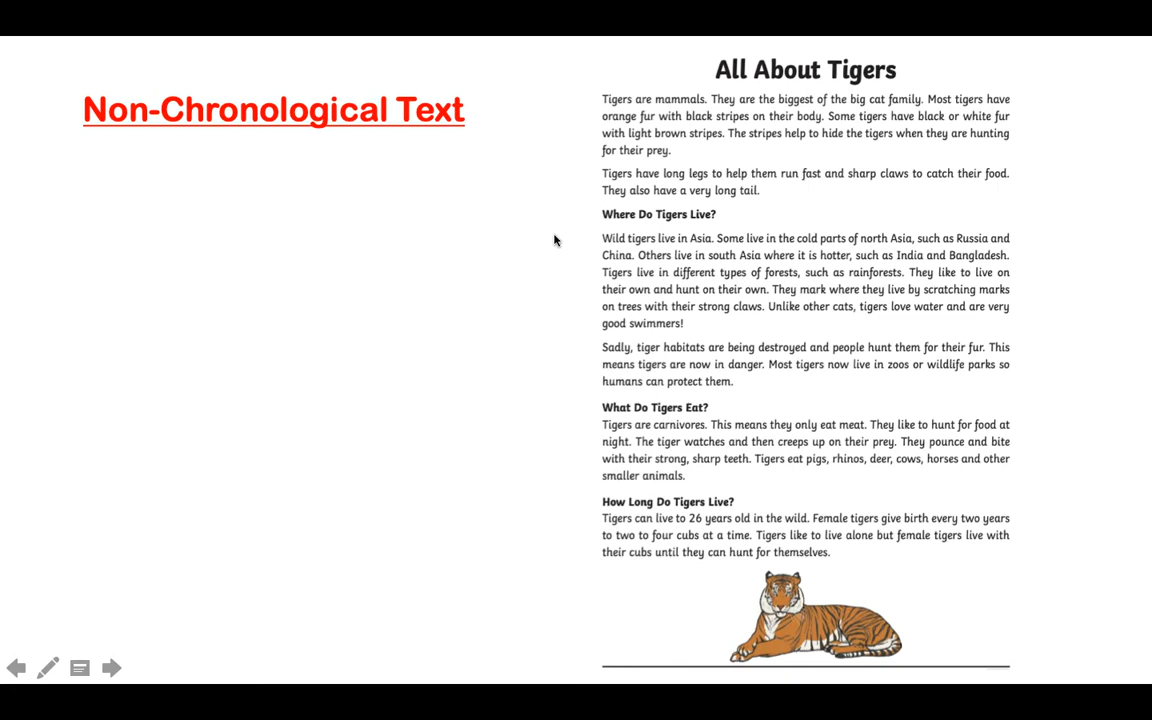 Non-Chronological Text
All About Tigers
Tigers are mammals. They are the biggest of the big cat family. Most tigers have
orange fur with black stripes on their body. Some tigers have black or white fur
with light brown stripes. The stripes help to hide the tigers when they are hunting
for their prey.
Tigers have long legs to help them run fast and sharp claws to catch their food.
They also have a very long tail.
Where Do Tigers Live?
Wild tigers live in Asia. Some live in the cold parts of north Asia, such as Russia and
China. Others live in south Asia where it is hotter, such as India and Bangladesh.
Tigers live in different types of forests, such as rainforests. They like to live on
their own and hunt on their own. They mark where they live by scratching marks
on trees with their strong claws. Unlike other cats, tigers love water and are very
good swimmers!
Sadly, tiger habitats are being destroyed and people hunt them for their fur. This
means tigers are now in danger. Most tigers now live in zoos or wildlife parks so
humans can protect them.
What Do Tigers Eat?
Tigers are carnivores. This means they only eat meat. They like to hunt for food at
night. The tiger watches and then creeps up on their prey. They pounce and bite
with their strong, sharp teeth. Tigers eat pigs, rhinos, deer, cows, horses and other
smaller animals.
How Long Do Tigers Live?
Tigers can live to 26 years old in the wild. Female tigers give birth every two years
to two to four cubs at a time. Tigers like to live alone but female tigers live with
their cubs until they can hunt for themselves.